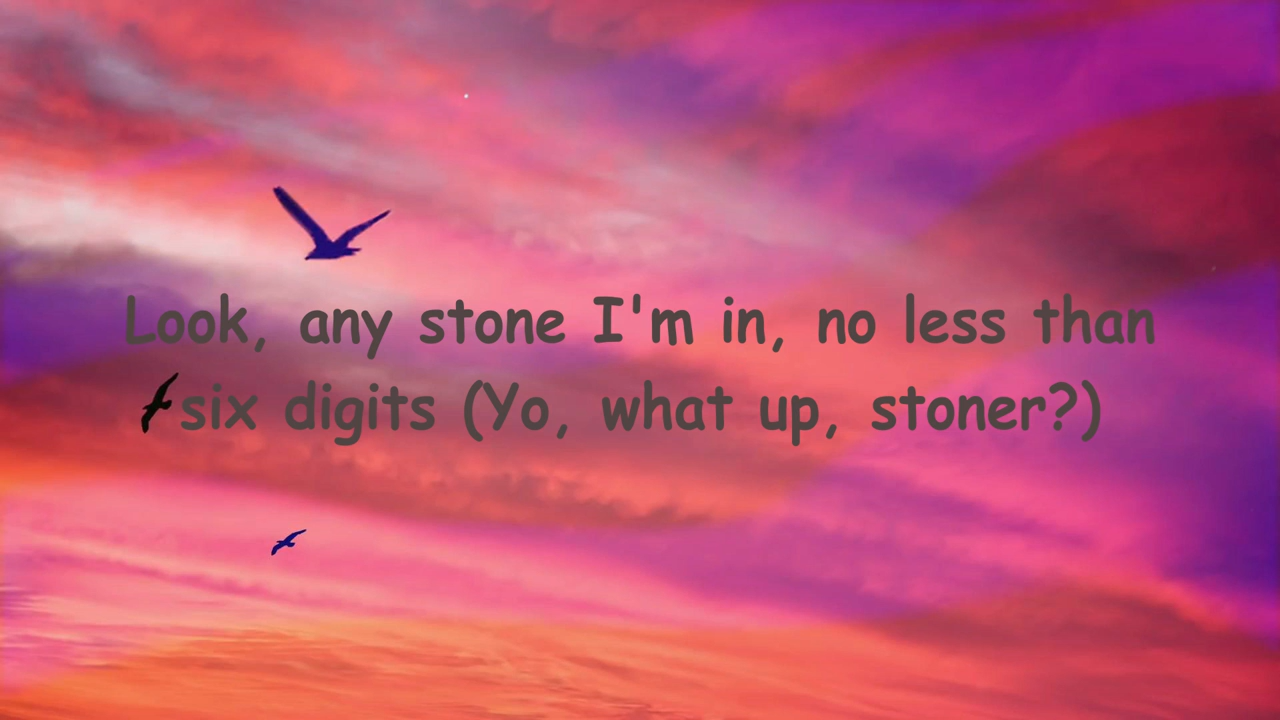 Look, any stone I'm in, no less than
six digits (Yo, what up, stoner?)